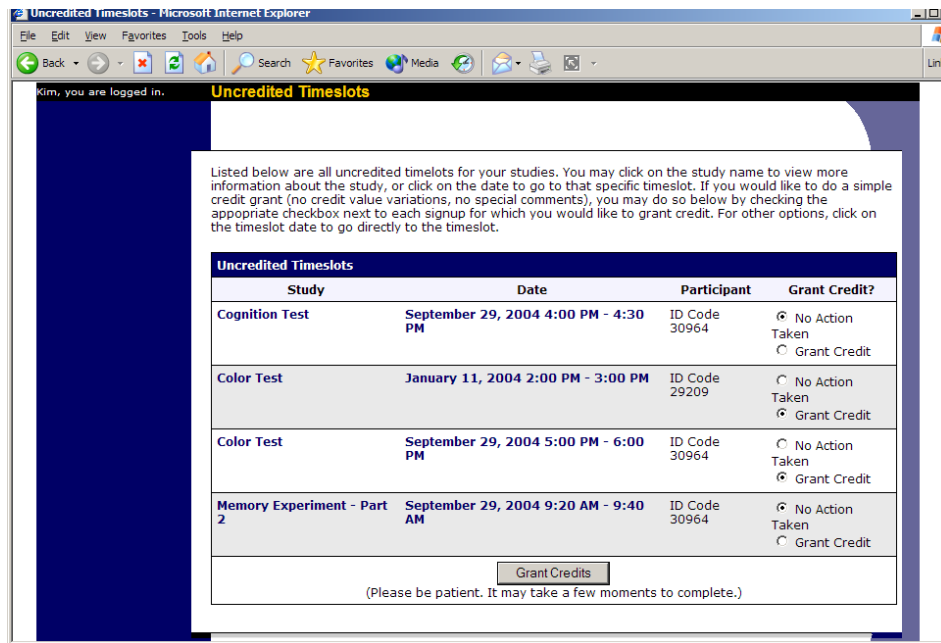 Uncredited Timeslots - Microsoft Internet Explorer
File Edit View Favorites Tools Help
Back Search Favorites Media
Lin
Kim, you are logged in.
Uncredited Timeslots
Listed below are all uncredited timelots for your studies. You may click on the study name to view more
information about the study, or click on the date to go to that specific timeslot. If you would like to do a simple
credit grant (no credit value variations, no special comments), you may do so below by checking the
appopriate checkbox next to each signup for which you would like to grant credit. For other options, click on
the timeslot date to go directly to the timeslot.
Uncredited Timeslots
Study Date Participant Grant Credit?
Cognition Test September 29, 2004 4:00 PM - 4:30 ID Code No Action
PM 30964 Taken
Grant Credit
Color Test January 11, 2004 2:00 PM - 3:00 PM ID Code No Action
29209 Taken
Grant Credit
Color Test September 29, 2004 5:00 PM - 6:00 ID Code No Action
PM 30964 Taken
Grant Credit
Memory Experiment - Part September 29, 2004 9:20 AM - 9:40 ID Code No Action
2 AM 30964 Taken
Grant Credit
Grant Credits
(Please be patient. It may take a few moments to complete.)